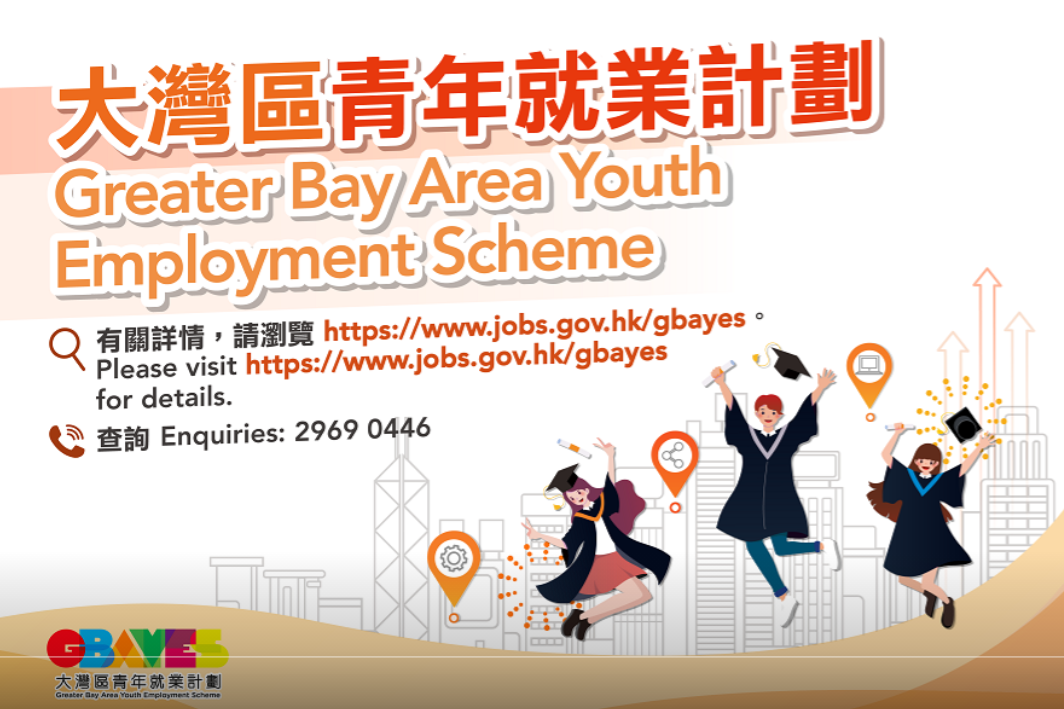 大灣區青年就業計劃
Greater Bay Area Youth
Employment Scheme
有關詳情，請瀏覽 https://www.jobs.gov.hk/gbayes。
Please visit https://www.jobs.gov.hk/gbayes
for details.
查詢 Enquiries: 2969 0446
GBAYES
大灣區青年就業計劃
Greater Bay Area Youth Employment Scheme